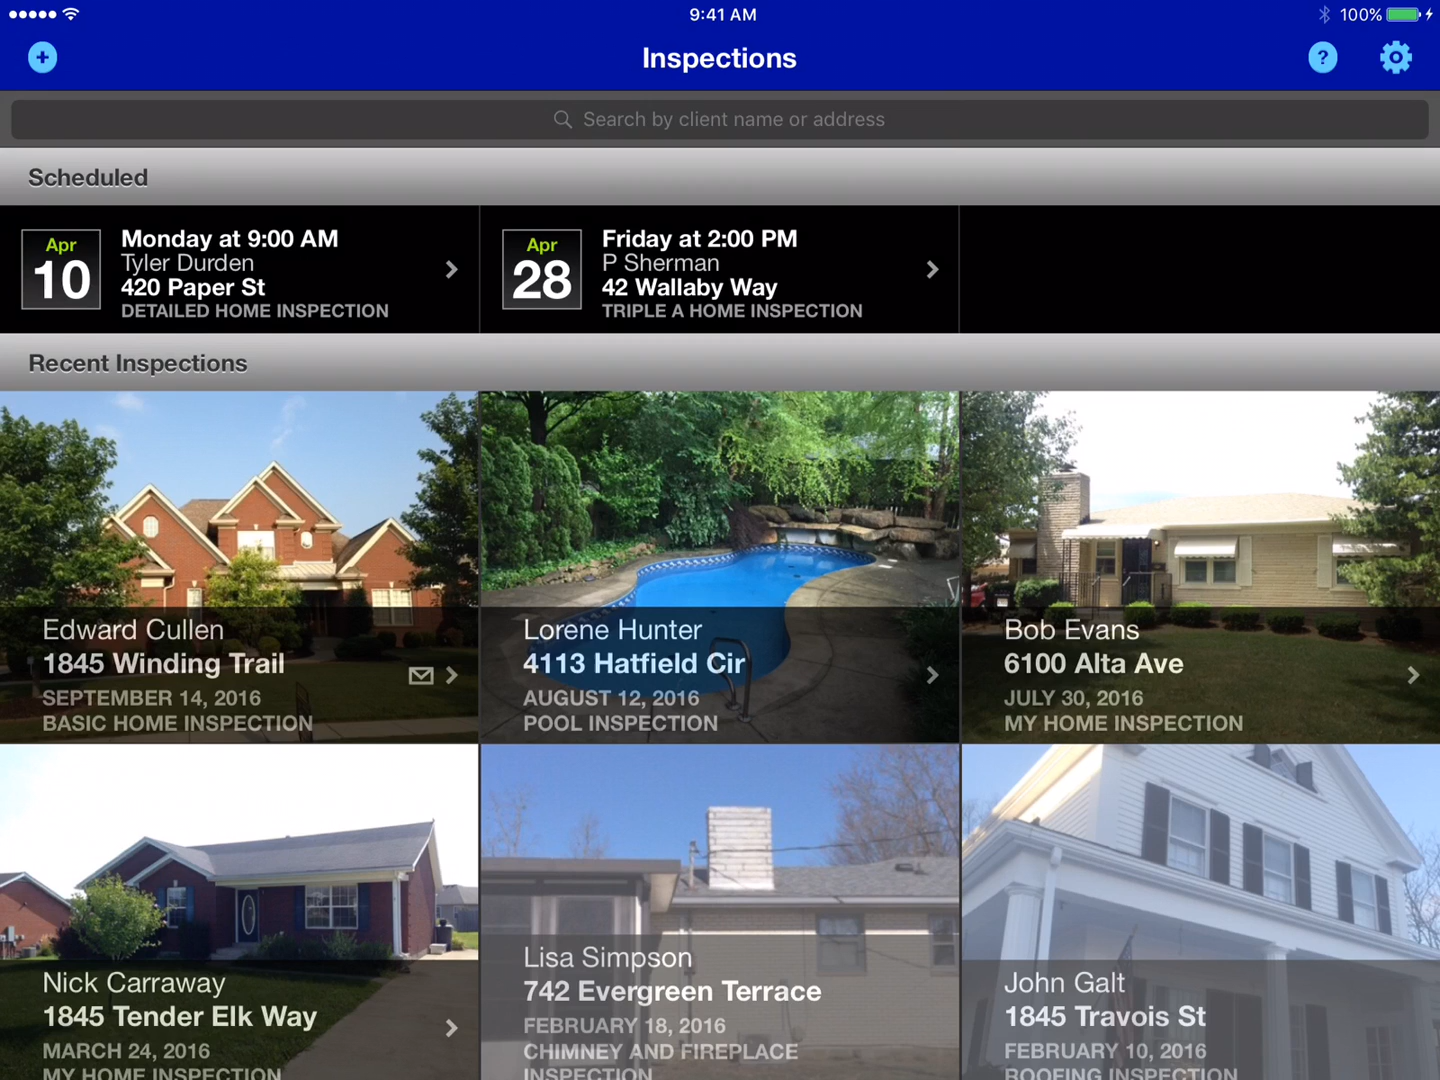 9:41 AM
100%
+
Inspections
?
Search by client name or address
Scheduled
Apr
10
Monday at 9:00 AM
Tyler Durden
420 Paper St
DETAILED HOME INSPECTION
Apr
28
Friday at 2:00 PM
P Sherman
42 Wallaby Way
TRIPLE A HOME INSPECTION
Recent Inspections
Edward Cullen
1845 Winding Trail
SEPTEMBER 14, 2016
BASIC HOME INSPECTION
Lorene Hunter
4113 Hatfield Cir
AUGUST 12, 2016
POOL INSPECTION
Bob Evans
6100 Alta Ave
JULY 30, 2016
MY HOME INSPECTION
Nick Carraway
1845 Tender Elk Way
MARCH 24, 2016
MY HOME INSPECTION
Lisa Simpson
742 Evergreen Terrace
FEBRUARY 18, 2016
CHIMNEY AND FIREPLACE
INSPECTION
John Galt
1845 Travois St
FEBRUARY 10, 2016
ROOFING INSPECTION